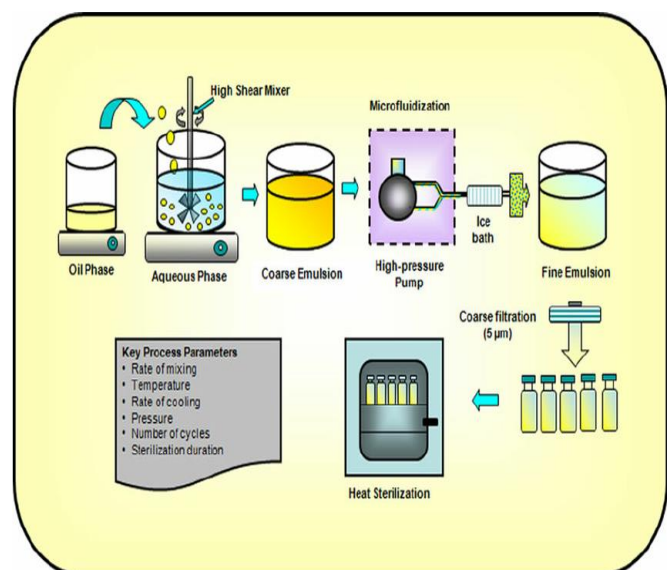 High Shear Mixer
Microfluidization
Oil Phase
Aqueous Phase
Coarse Emulsion
High-pressure
Pump
Ice
bath
Fine Emulsion
Coarse filtration
(5 µm)
Key Process Parameters
• Rate of mixing
• Temperature
• Rate of cooling
• Pressure
• Number of cycles
• Sterilization duration
Heat Sterilization